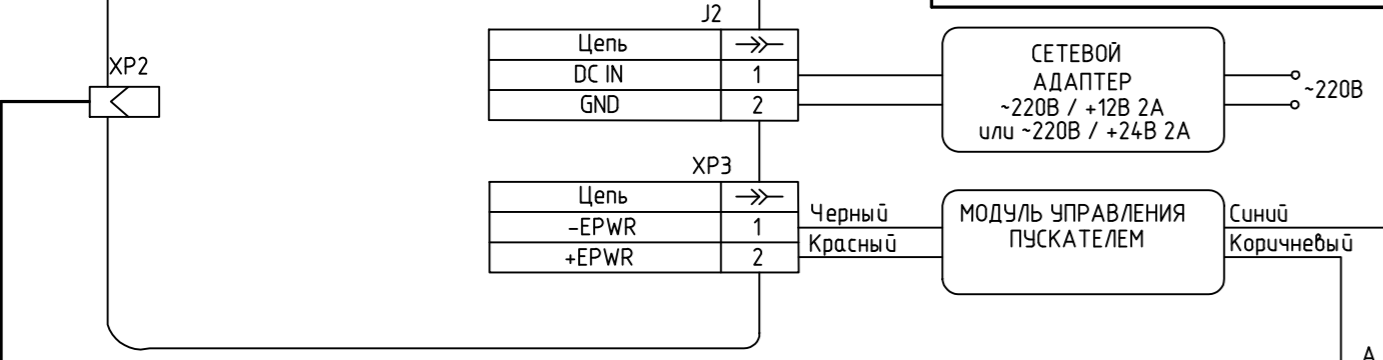 J2
Цепь
DC IN 1
GND 2
XP2
СЕТЕВОЙ
АДАПТЕР
~220В / +12В 2А
или ~220В / +24В 2А
~220В
XP3
Цепь
-EPWR 1
+EPWR 2
Черный
Красный
МОДУЛЬ УПРАВЛЕНИЯ
ПУСКАТЕЛЕМ
Синий
Коричневый
А